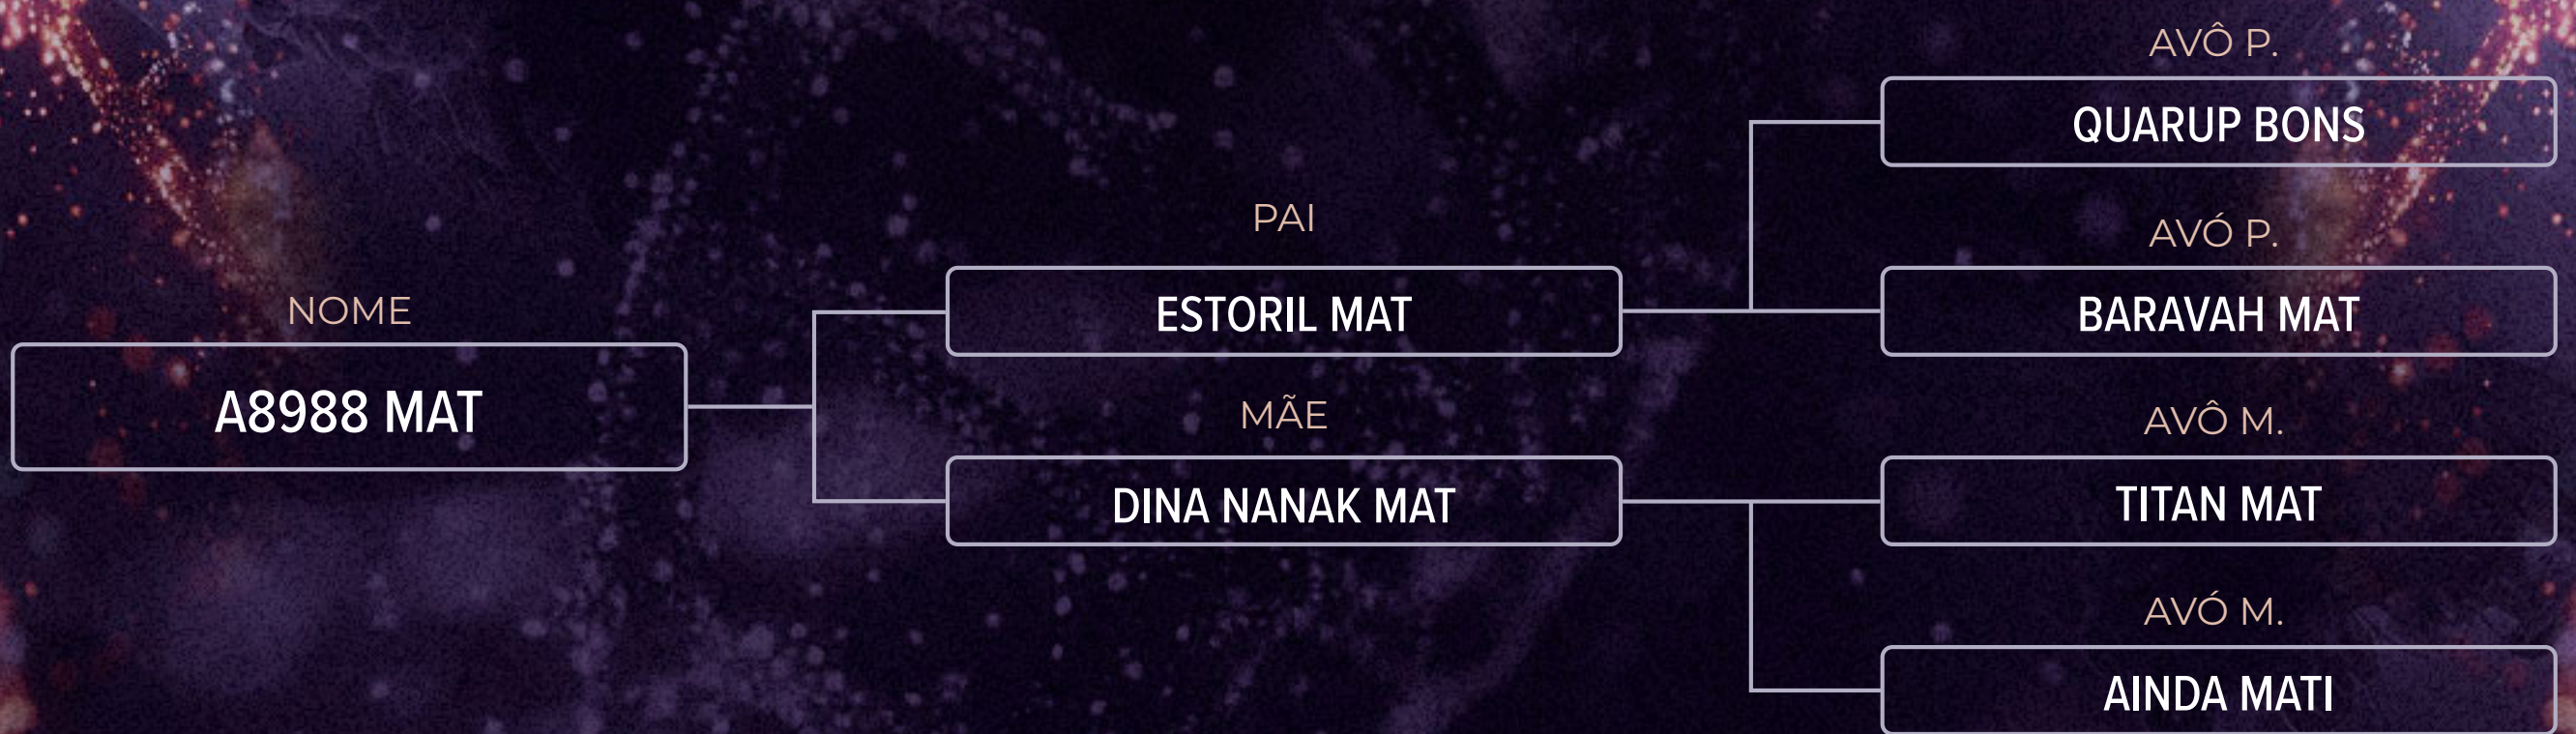 NOME
A8988 MAT
PAI
ESTORIL MAT
MÃE
DINA NANAK MAT
AVÔ P.
QUARUP BONS
AVÓ P.
BARAVAH MAT
AVÔ M.
TITAN MAT
AVÓ M.
AINDA MATI